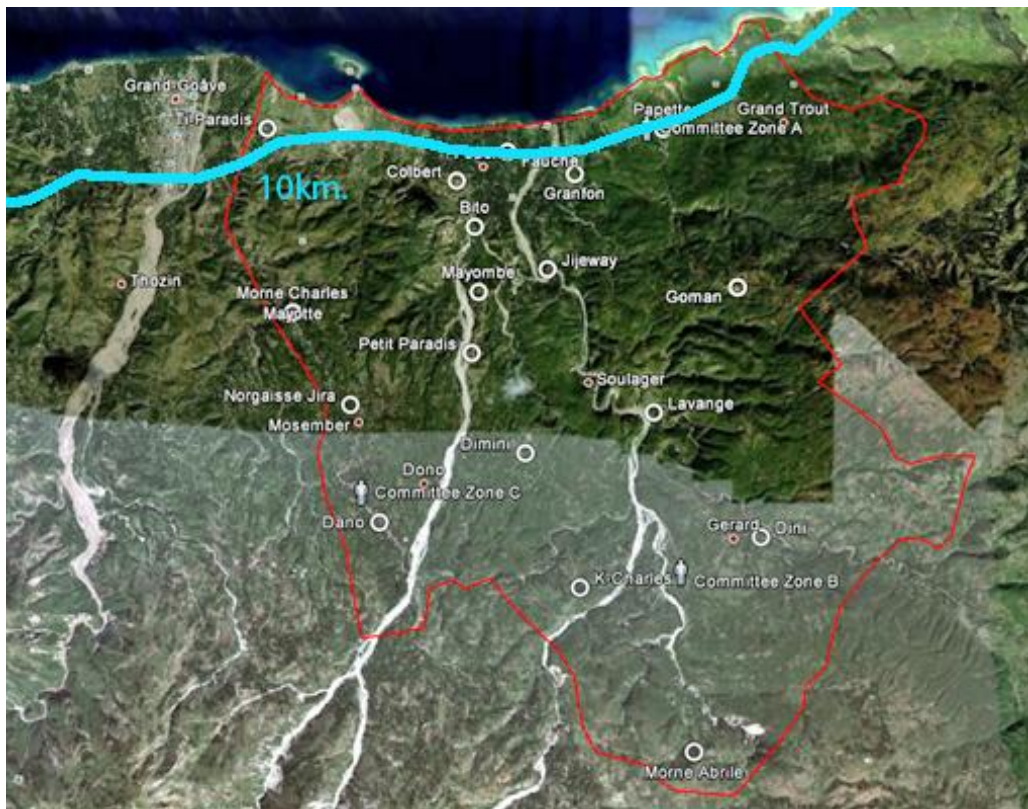 Grand-Goave
Ti-Paradis
Papette
Grand Trout
Committee Zone A
10km.
Colbert
Fauche
Granfon
Bito
Jijeway
Mayombe
Thozin
Morne Charles
Mayotte
Goman
Petit Paradis
Soulager
Norgaisse Jira
Lavange
Mosember
Dimini
Dono
Committee Zone C
Dano
Gerard
Oini
K-Charles
Committee Zone B
Morne Abrile